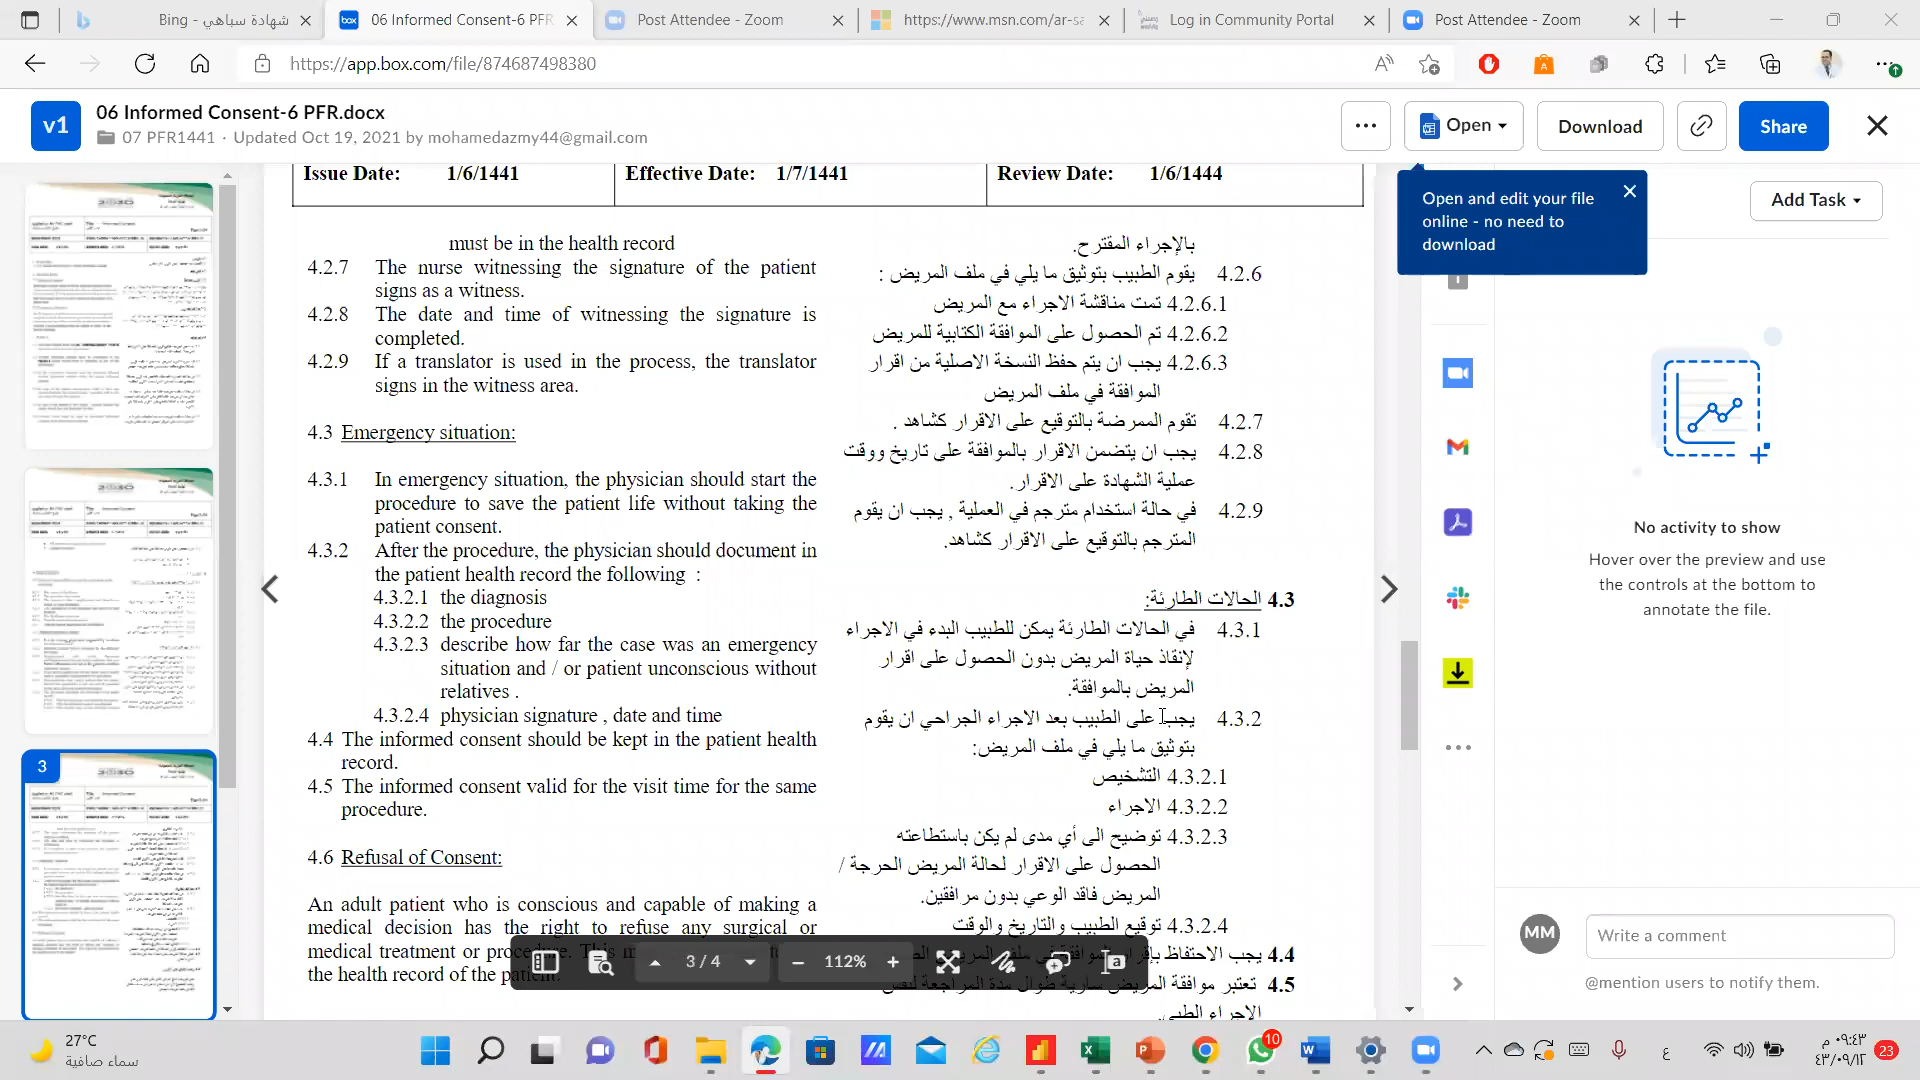 شهادة سباهي - Bing
06 Informed Consent-6 PFR
Post Attendee - Zoom
https://www.msn.com/ar-sa
Log in Community Portal
Post Attendee - Zoom
https://app.box.com/file/874687498380
v1
06 Informed Consent-6 PFR.docx
07 PFR1441 · Updated Oct 19, 2021 by mohamedazmy44@gmail.com
Open
Download
Share
Open and edit your file
online - no need to
download
Add Task
Issue Date: 1/6/1441
Effective Date: 1/7/1441
Review Date: 1/6/1444
must be in the health record
4.2.7 The nurse witnessing the signature of the patient
signs as a witness.
4.2.8 The date and time of witnessing the signature is
completed.
4.2.9 If a translator is used in the process, the translator
signs in the witness area.
4.3 Emergency situation:
4.3.1 In emergency situation, the physician should start the
procedure to save the patient life without taking the
patient consent.
4.3.2 After the procedure, the physician should document in
the patient health record the following :
4.3.2.1 the diagnosis
4.3.2.2 the procedure
4.3.2.3 describe how far the case was an emergency
situation and / or patient unconscious without
relatives .
4.3.2.4 physician signature , date and time
4.4 The informed consent should be kept in the patient health
record.
4.5 The informed consent valid for the visit time for the same
procedure.
4.6 Refusal of Consent:
An adult patient who is conscious and capable of making a
medical decision has the right to refuse any surgical or
medical treatment or procedure. This
the health record of the patient.
بالإجراء المقترح.
4.2.6 يقوم الطبيب بتوثيق ما يلي في ملف المريض :
4.2.6.1 تمت مناقشة الاجراء مع المريض
4.2.6.2 تم الحصول على الموافقة الكتابية للمريض
4.2.6.3 يجب ان يتم حفظ النسخة الاصلية من اقرار
الموافقة في ملف المريض
4.2.7 تقوم الممرضة بالتوقيع على الاقرار كشاهد .
4.2.8 يجب ان يتضمن الاقرار بالموافقة على تاريخ ووقت
عملية الشهادة على الاقرار.
4.2.9 في حالة استخدام مترجم في العملية , يجب ان يقوم
المترجم بالتوقيع على الاقرار كشاهد.
4.3 الحالات الطارئة:
4.3.1 في الحالات الطارئة يمكن للطبيب البدء في الاجراء
لإنقاذ حياة المريض بدون الحصول على اقرار
المريض بالموافقة.
4.3.2 يجب على الطبيب بعد الاجراء الجراحي ان يقوم
بتوثيق ما يلي في ملف المريض:
4.3.2.1 التشخيص
4.3.2.2 الاجراء
4.3.2.3 توضيح الى أي مدى لم يكن باستطاعته
الحصول على الاقرار لحالة المريض الحرجة /
المريض فاقد الوعي بدون مرافقين.
4.3.2.4 توقيع الطبيب والتاريخ والوقت
4.4 يجب الاحتفاظ بإقرار الموافقة في ملف المريض
4.5 تعتبر موافقة المريض سارية طوال مدة المراجعة لنفس
الإجراء الطبي.
3
3 / 4
112%
No activity to show
Hover over the preview and use
the controls at the bottom to
annotate the file.
MM
Write a comment
@mention users to notify them.
27°C
سماء صافية
10
ع
٠٩:٤٣ م
٤٣/٠٩/١٢
23